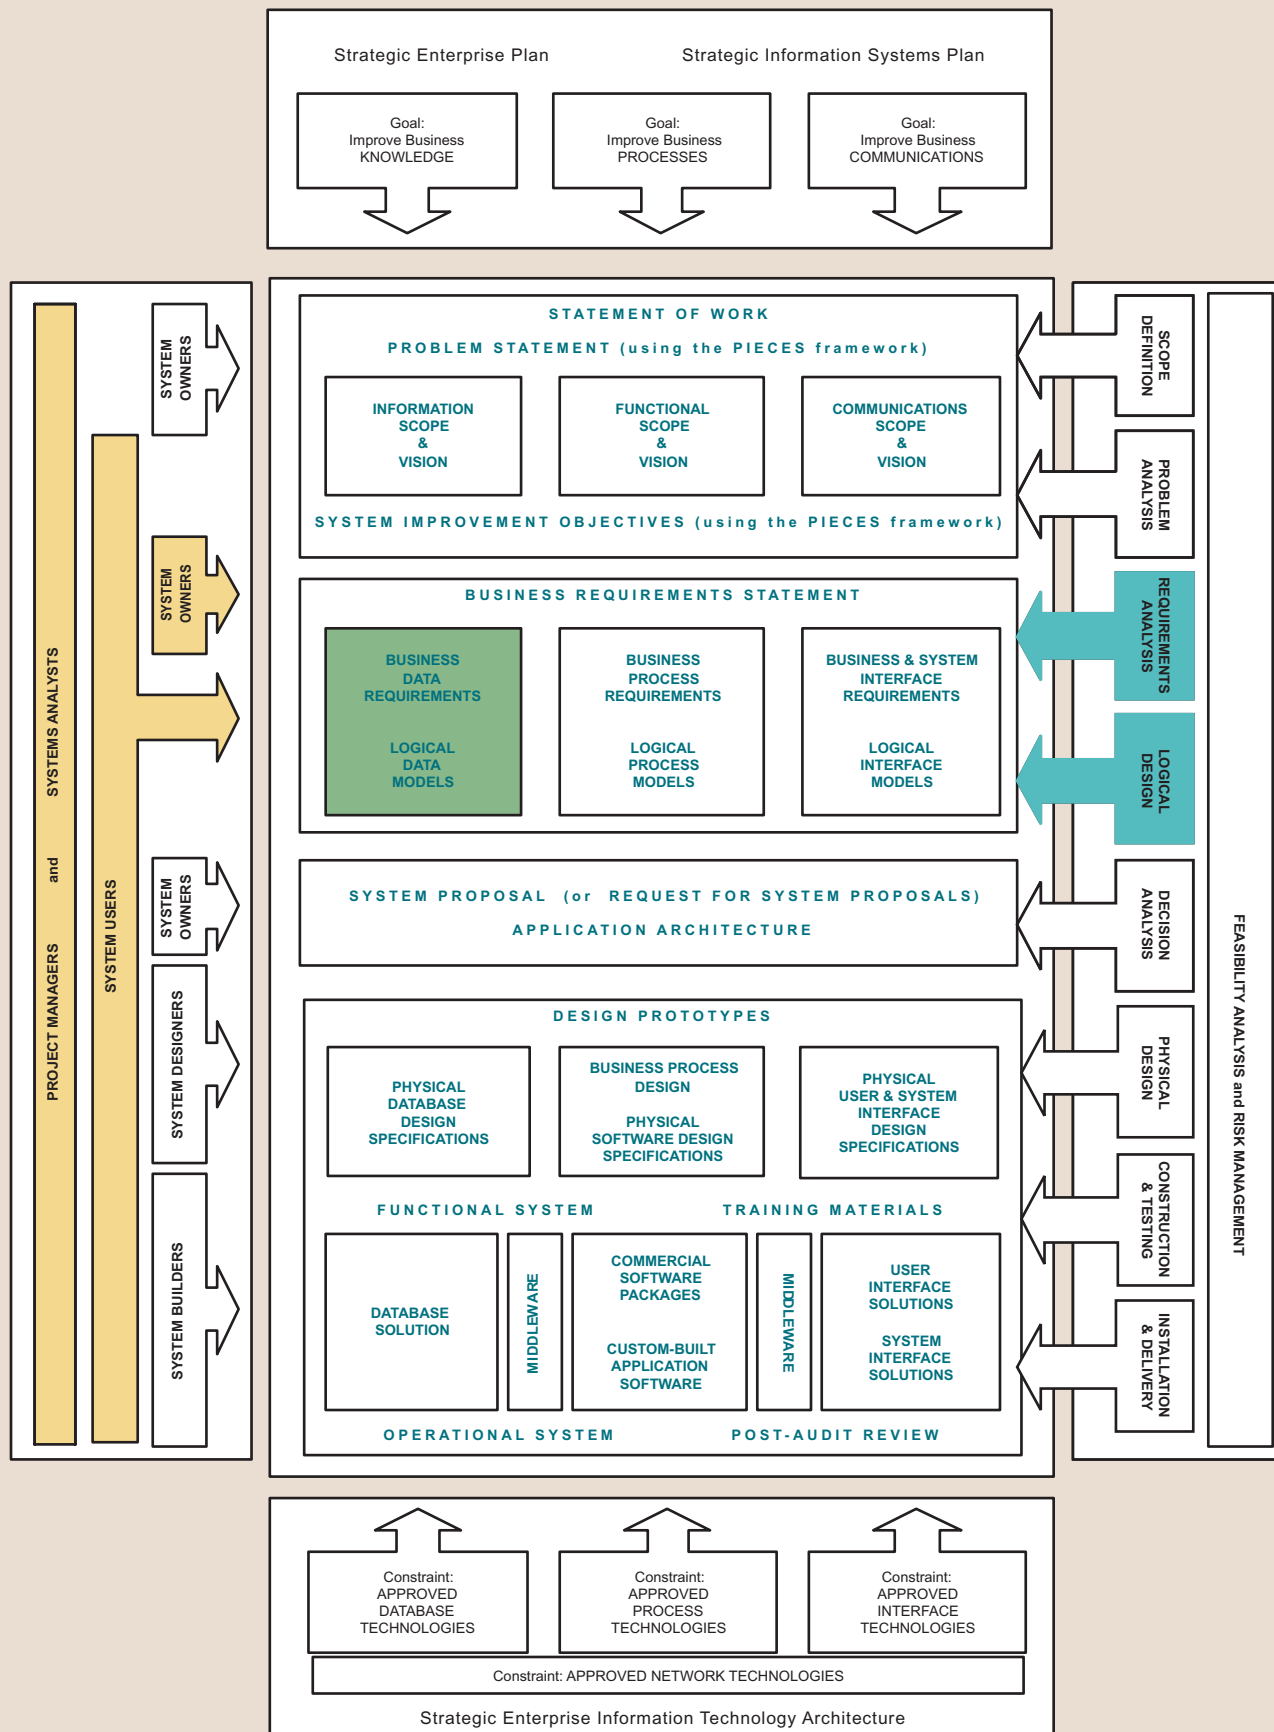 Strategic Enterprise Plan
Strategic Information Systems Plan
Goal:
Improve Business
KNOWLEDGE
Goal:
Improve Business
PROCESSES
Goal:
Improve Business
COMMUNICATIONS
SYSTEMS ANALYSTS
and
PROJECT MANAGERS
SYSTEM USERS
SYSTEM
OWNERS
SYSTEM
OWNERS
SYSTEM
OWNERS
SYSTEM DESIGNERS
SYSTEM BUILDERS
STATEMENT OF WORK
PROBLEM STATEMENT (using the PIECES framework)
INFORMATION
SCOPE
&
VISION
FUNCTIONAL
SCOPE
&
VISION
COMMUNICATIONS
SCOPE
&
VISION
SYSTEM IMPROVEMENT OBJECTIVES (using the PIECES framework)
BUSINESS REQUIREMENTS STATEMENT
BUSINESS
DATA
REQUIREMENTS
LOGICAL
DATA
MODELS
BUSINESS
PROCESS
REQUIREMENTS
LOGICAL
PROCESS
MODELS
BUSINESS & SYSTEM
INTERFACE
REQUIREMENTS
LOGICAL
INTERFACE
MODELS
SYSTEM PROPOSAL (or REQUEST FOR SYSTEM PROPOSALS)
APPLICATION ARCHITECTURE
DESIGN PROTOTYPES
PHYSICAL
DATABASE
DESIGN
SPECIFICATIONS
BUSINESS PROCESS
DESIGN
PHYSICAL
SOFTWARE DESIGN
SPECIFICATIONS
PHYSICAL
USER & SYSTEM
INTERFACE
DESIGN
SPECIFICATIONS
FUNCTIONAL SYSTEM
TRAINING MATERIALS
DATABASE
SOLUTION
MIDDLEWARE
COMMERCIAL
SOFTWARE
PACKAGES
CUSTOM-BUILT
APPLICATION
SOFTWARE
MIDDLEWARE
USER
INTERFACE
SOLUTIONS
SYSTEM
INTERFACE
SOLUTIONS
OPERATIONAL SYSTEM
POST-AUDIT REVIEW
SCOPE
DEFINITION
PROBLEM
ANALYSIS
REQUIREMENTS
ANALYSIS
LOGICAL
DESIGN
DECISION
ANALYSIS
PHYSICAL
DESIGN
CONSTRUCTION
& TESTING
INSTALLATION
& DELIVERY
FEASIBILITY ANALYSIS and RISK MANAGEMENT
Constraint:
APPROVED
DATABASE
TECHNOLOGIES
Constraint:
APPROVED
PROCESS
TECHNOLOGIES
Constraint:
APPROVED
INTERFACE
TECHNOLOGIES
Constraint: APPROVED NETWORK TECHNOLOGIES
Strategic Enterprise Information Technology Architecture